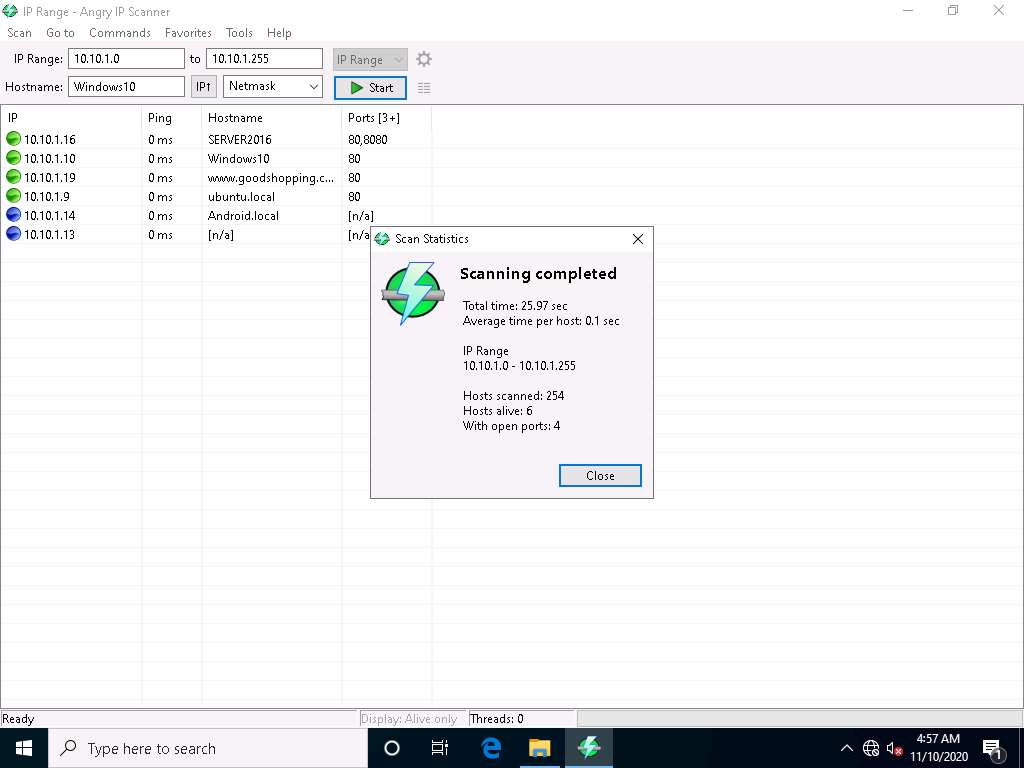 IP Range - Angry IP Scanner
Scan Go to Commands Favorites Tools Help
IP Range: 10.10.1.0 to 10.10.1.255 IP Range
Hostname: Windows10 IP↑ Netmask Start
IP Ping Hostname Ports [3+]
10.10.1.16 0 ms SERVER2016 80,8080
10.10.1.10 0 ms Windows10 80
10.10.1.19 0 ms www.goodshopping.c... 80
10.10.1.9 0 ms ubuntu.local 80
10.10.1.14 0 ms Android.local [n/a]
10.10.1.13 0 ms [n/a] [n/a
Scan Statistics
Scanning completed
Total time: 25.97 sec
Average time per host: 0.1 sec
IP Range
10.10.1.0 - 10.10.1.255
Hosts scanned: 254
Hosts alive: 6
With open ports: 4
Close
Ready Display: Alive only Threads: 0
Type here to search
4:57 AM
11/10/2020
1